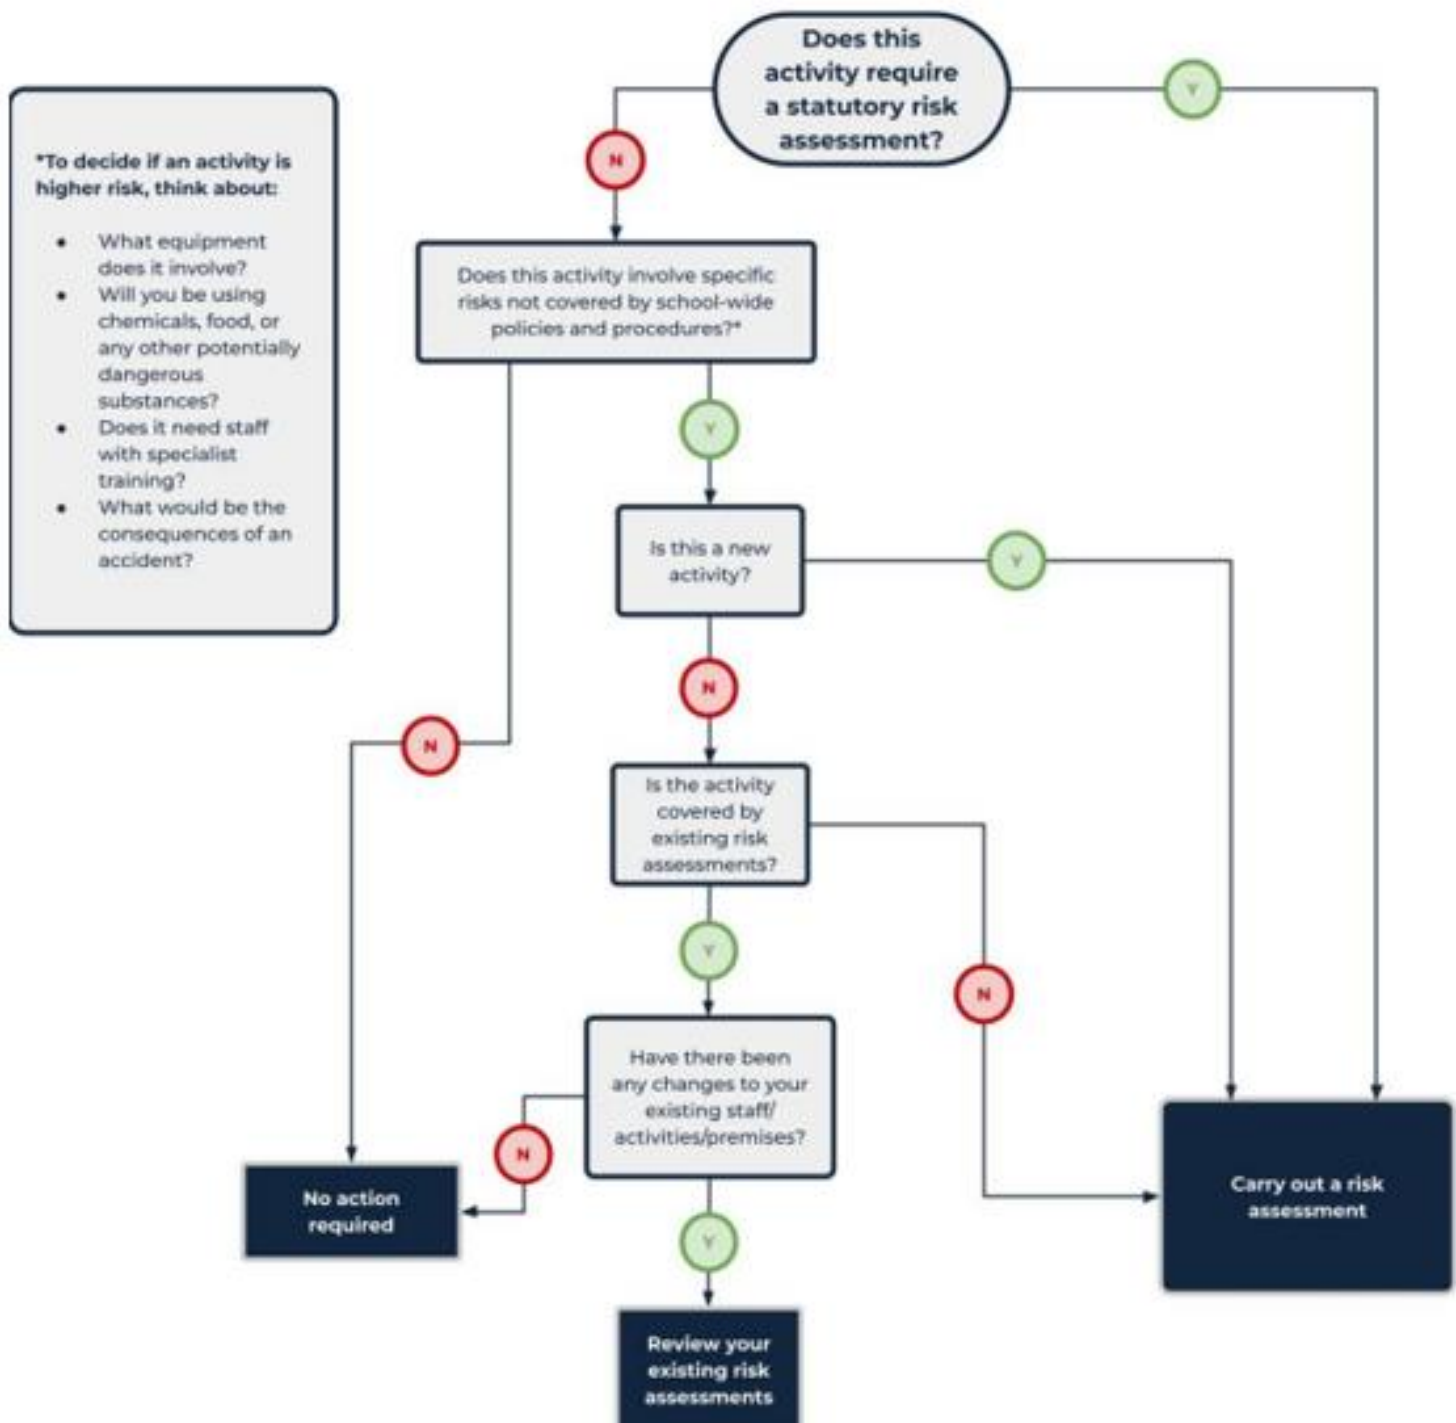 Does this
activity require
a statutory risk
assessment?
Y
N
*To decide if an activity is
higher risk, think about:
• What equipment
does it involve?
• Will you be using
chemicals, food, or
any other potentially
dangerous
substances?
• Does it need staff
with specialist
training?
• What would be the
consequences of an
accident?
Does this activity involve specific
risks not covered by school-wide
policies and procedures?*
Y
Is this a new
activity?
Y
N
N
Is the activity
covered by
existing risk
assessments?
Y
N
Have there been
any changes to your
existing staff/
activities/premises?
N
No action
required
Carry out a risk
assessment
Y
Review your
existing risk
assessments